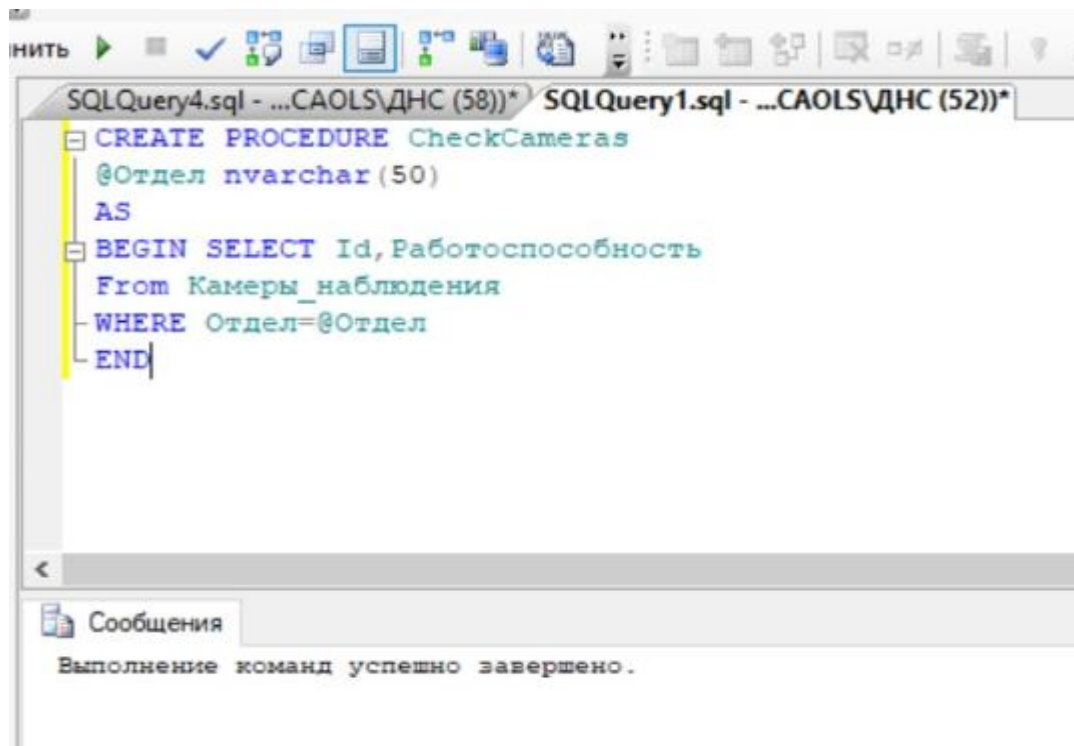 нить
SQLQuery4.sql - ...CAOLS\ДНС (58))* SQLQuery1.sql - ...CAOLS\ДНС (52))*
CREATE PROCEDURE CheckCameras
@Отдел nvarchar(50)
AS
BEGIN SELECT Id,Работоспособность
From Камеры_наблюдения
WHERE Отдел=@Отдел
END
Сообщения
Выполнение команд успешно завершено.